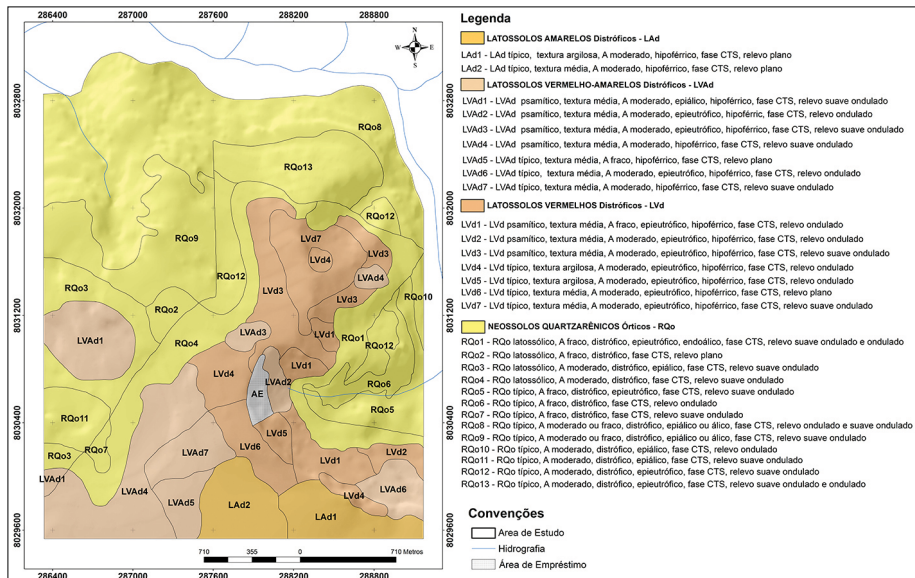 286400 287000 287600 288200 288800
N
W E
S
8032800
8032800
RQo8
RQo13
8032000
8032000
RQo12
RQo9
LVd7
LVd4
LVd3
LVAd4
RQo12
RQo3
LVd3
RQo10
LVd3
RQo2
8031200
8031200
LVAd3
LVd1
RQo1
LVAd1
RQo4
RQo12
LVd1
LVd4
LVAd2
RQo6
AE
RQo5
RQo11
8030400
8030400
LVd5
LVd6
RQo7
RQo3
LVAd7
LVd1
LVd2
LVAd1
LVAd4
LVAd6
LVd4
LVAd5
LAd2
LAd1
8029600
8029600
710 355 0 710 Metros
286400 287000 287600 288200 288800
Legenda
LATOSSOLOS AMARELOS Distróficos - LAd
LAd1 - LAd típico, textura argilosa, A moderado, hipoférrico, fase CTS, relevo plano
LAd2 - LAd típico, textura média, A moderado, hipoférrico, fase CTS, relevo plano
LATOSSOLOS VERMELHO-AMARELOS Distróficos - LVAd
LVAd1 - LVAd psamítico, textura média, A moderado, epiálico, hipoférrico, fase CTS, relevo suave ondulado
LVAd2 - LVAd psamítico, textura média, A moderado, epieutrófico, hipoférric, fase CTS, relevo ondulado
LVAd3 - LVAd psamítico, textura média, A moderado, epieutrófico, hipoférrico, fase CTS, relevo suave ondulado
LVAd4 - LVAd psamítico, textura média, A moderado, hipoférrico, fase CTS, relevo suave ondulado
LVAd5 - LVAd típico, textura média, A fraco, hipoférrico, fase CTS, relevo plano
LVAd6 - LVAd típico, textura média, A moderado, epieutrófico, hipoférrico, fase CTS, relevo ondulado
LVAd7 - LVAd típico, textura média, A moderado, hipoférrico, fase CTS, relevo suave ondulado
LATOSSOLOS VERMELHOS Distróficos - LVd
LVd1 - LVd psamítico, textura média, A fraco, epieutrófico, hipoférrico, fase CTS, relevo ondulado
LVd2 - LVd psamítico, textura média, A moderado, epieutrófico, hipoférrico, fase CTS, relevo ondulado
LVd3 - LVd psamítico, textura média, A moderado, epieutrófico, hipoférrico, fase CTS, relevo suave ondulado
LVd4 - LVd típico, textura argilosa, A moderado, epieutrófico, hipoférrico, fase CTS, relevo ondulado
LVd5 - LVd típico, textura argilosa, A moderado, epieutrófico, hipoférrico, fase CTS, relevo ondulado
LVd6 - LVd típico, textura média, A moderado, epieutrófico, hipoférrico, fase CTS, relevo plano
LVd7 - LVd típico, textura média, A moderado, epieutrófico, hipoférrico, fase CTS, relevo suave ondulado
NEOSSOLOS QUARTZARÊNICOS Órticos - RQo
RQo1 - RQo latossólico, A fraco, distrófico, epieutrófico, endoálico, fase CTS, relevo suave ondulado e ondulado
RQo2 - RQo latossólico, A fraco, distrófico, fase CTS, relevo plano
RQo3 - RQo latossólico, A moderado, distrófico, epiálico, fase CTS, relevo suave ondulado
RQo4 - RQo latossólico, A moderado, distrófico, fase CTS, relevo suave ondulado
RQo5 - RQo típico, A fraco, distrófico, epieutrófico, fase CTS, relevo suave ondulado
RQo6 - RQo típico, A fraco, distrófico, fase CTS, relevo ondulado
RQo7 - RQo típico, A fraco, distrófico, fase CTS, relevo suave ondulado
RQo8 - RQo típico, A moderado ou fraco, distrófico, epiálico ou álico, fase CTS, relevo ondulado e suave ondulado
RQo9 - RQo típico, A moderado ou fraco, distrófico, epiálico ou álico, fase CTS, relevo suave ondulado
RQo10 - RQo típico, A moderado, distrófico, epiálico, fase CTS, relevo ondulado
RQo11 - RQo típico, A moderado, distrófico, epiálico, fase CTS, relevo suave ondulado
RQo12 - RQo típico, A moderado, distrófico, epieutrófico, fase CTS, relevo suave ondulado
RQo13 - RQo típico, A moderado, distrófico, epieutrófico, fase CTS, relevo suave ondulado e ondulado
Convenções
Area de Estudo
Hidrografia
Área de Empréstimo